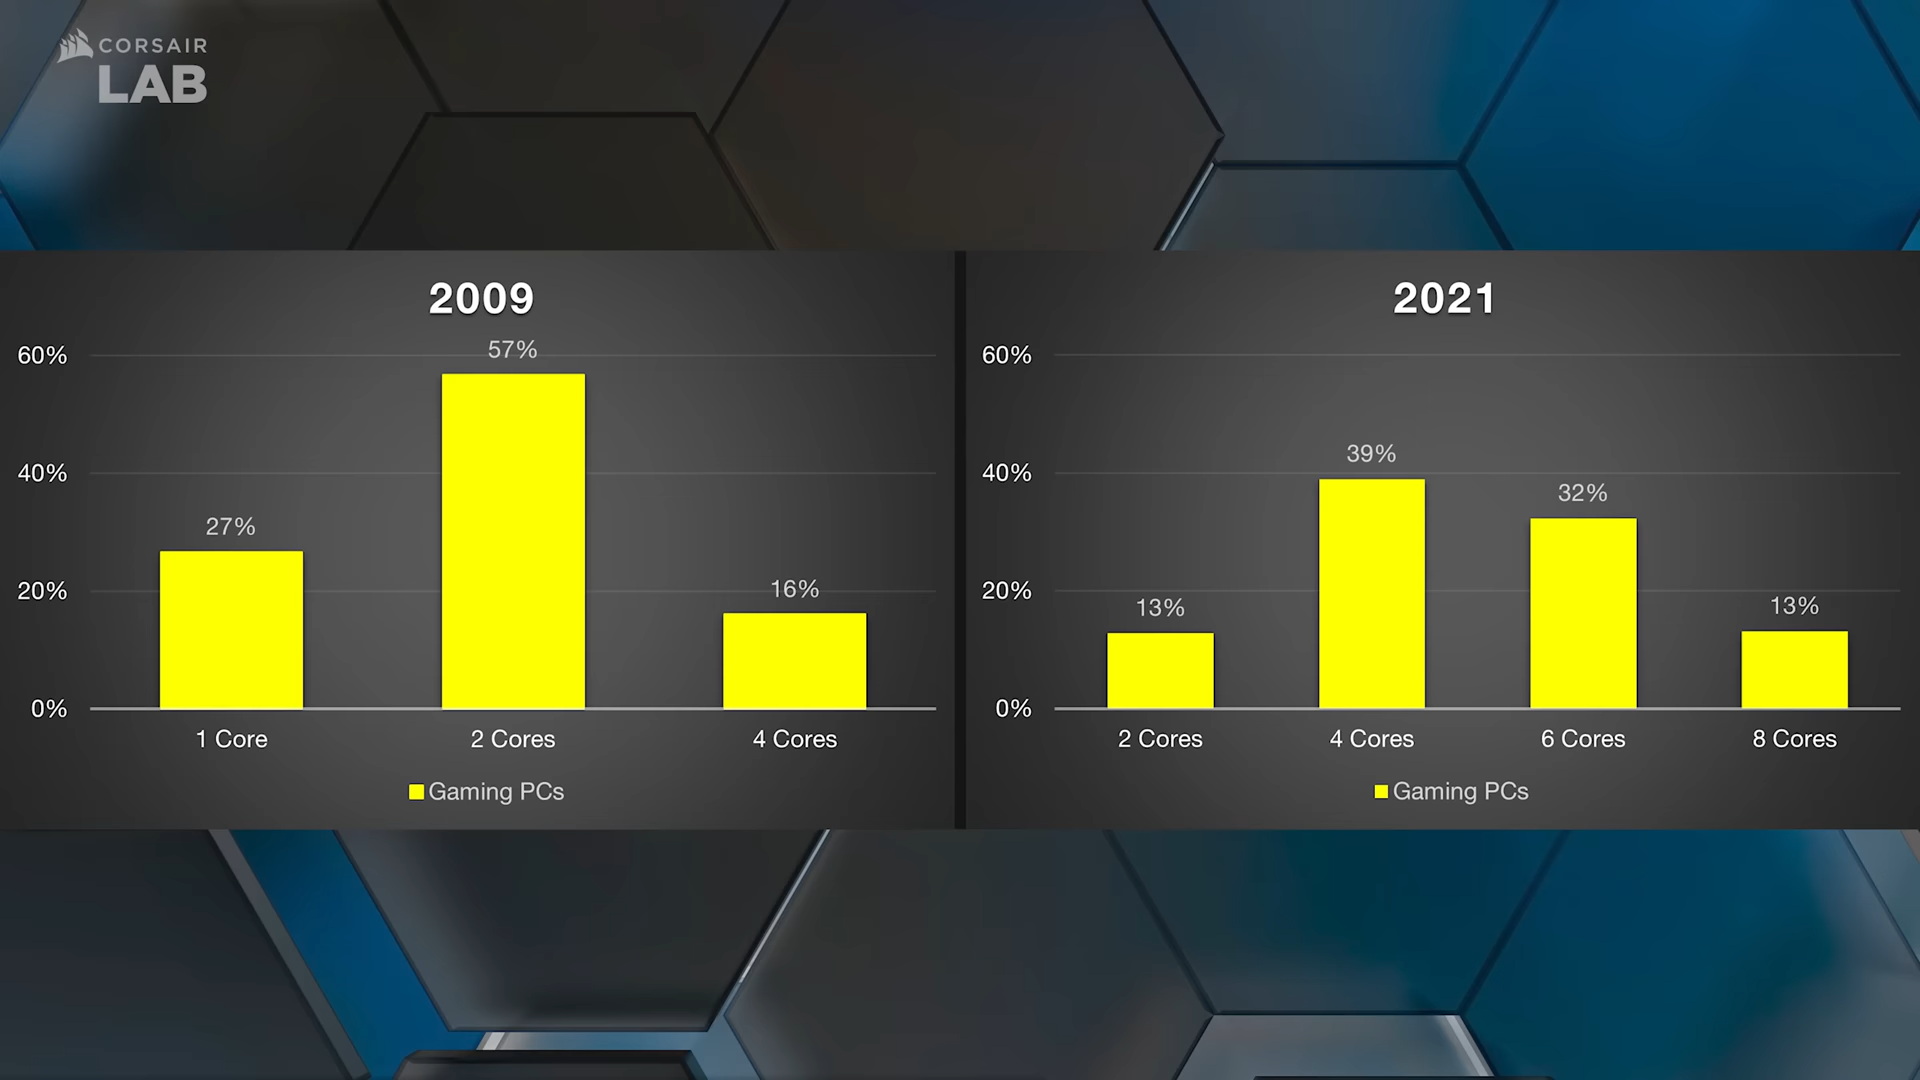 CORSAIR
LAB
2009
60%
40%
20%
0%
27%
57%
16%
1 Core
2 Cores
4 Cores
Gaming PCs
2021
60%
40%
20%
0%
13%
39%
32%
13%
2 Cores
4 Cores
6 Cores
8 Cores
Gaming PCs